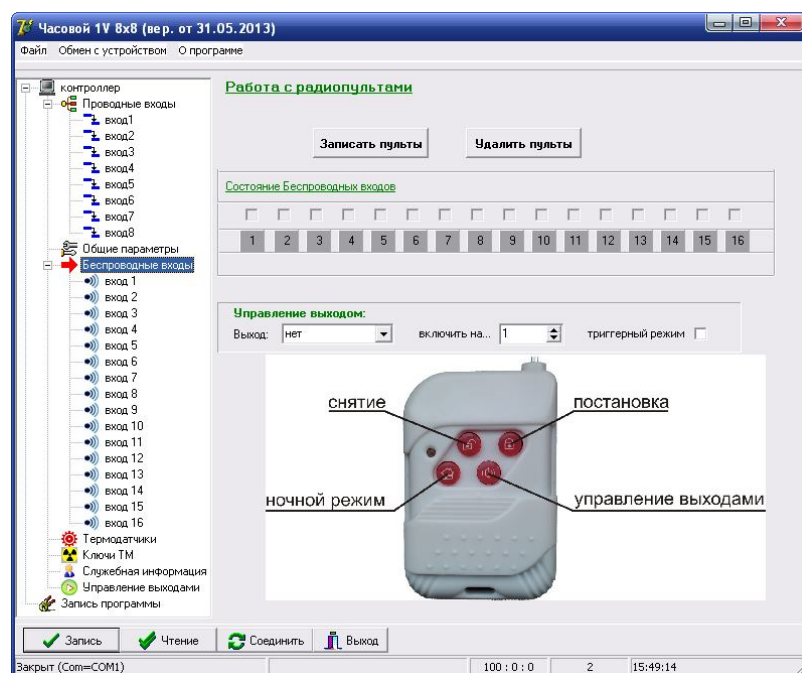 Часовой 1V 8x8 (вер. от 31.05.2013)
Файл Обмен с устройством О программе
контроллер
Проводные входы
вход1
вход2
вход3
вход4
вход5
вход6
вход7
вход8
Общие параметры
Беспроводные входы
вход 1
вход 2
вход 3
вход 4
вход 5
вход 6
вход 7
вход 8
вход 9
вход 10
вход 11
вход 12
вход 13
вход 14
вход 15
вход 16
Термодатчики
Ключи ТМ
Служебная информация
Управление выходами
Запись программы
Работа с радиопультами
Записать пульты Удалить пульты
Состояние Беспроводных входов
1 2 3 4 5 6 7 8 9 10 11 12 13 14 15 16
Управление выходом:
Выход: нет включить на... 1 триггерный режим
снятие постановка
ночной режим управление выходами
Запись Чтение Соединить Выход
Закрыт (Com=COM1) 100 : 0 : 0 2 15:49:14